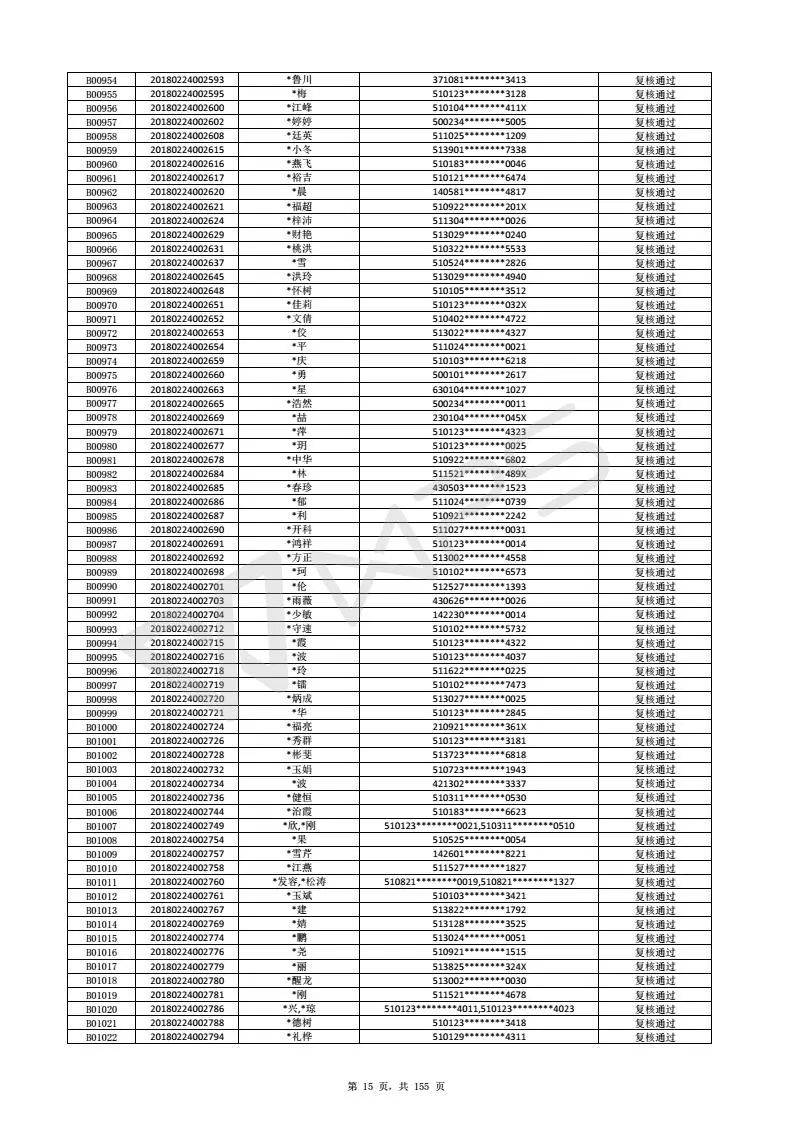 B00954 20180224002593 *鲁川 371081********3413 复核通过
B00955 20180224002595 *梅 510123********3128 复核通过
B00956 20180224002600 *江峰 510104********411X 复核通过
B00957 20180224002602 *婷婷 500234********5005 复核通过
B00958 20180224002608 *廷英 511025********1209 复核通过
B00959 20180224002615 *小冬 513901********7338 复核通过
B00960 20180224002616 *燕飞 510183********0046 复核通过
B00961 20180224002617 *裕吉 510121********6474 复核通过
B00962 20180224002620 *晨 140581********4817 复核通过
B00963 20180224002621 *福超 510922********201X 复核通过
B00964 20180224002624 *梓沛 511304********0026 复核通过
B00965 20180224002629 *财艳 513029********0240 复核通过
B00966 20180224002631 *桃洪 510322********5533 复核通过
B00967 20180224002637 *雪 510524********2826 复核通过
B00968 20180224002645 *洪玲 513029********4940 复核通过
B00969 20180224002648 *怀树 510105********3512 复核通过
B00970 20180224002651 *佳莉 510123********032X 复核通过
B00971 20180224002652 *文倩 510402********4722 复核通过
B00972 20180224002653 *佼 513022********4327 复核通过
B00973 20180224002654 *平 511024********0021 复核通过
B00974 20180224002659 *庆 510103********6218 复核通过
B00975 20180224002660 *勇 500101********2617 复核通过
B00976 20180224002663 *星 630104********1027 复核通过
B00977 20180224002665 *浩然 500234********0011 复核通过
B00978 20180224002669 *喆 230104********045X 复核通过
B00979 20180224002671 *萍 510123********4323 复核通过
B00980 20180224002677 *玥 510123********0025 复核通过
B00981 20180224002678 *中华 510922********6802 复核通过
B00982 20180224002684 *林 511521********489X 复核通过
B00983 20180224002685 *春珍 430503********1523 复核通过
B00984 20180224002686 *郁 511024********0739 复核通过
B00985 20180224002687 *利 510921********2242 复核通过
B00986 20180224002690 *开科 511027********0031 复核通过
B00987 20180224002691 *鸿祥 510123********0014 复核通过
B00988 20180224002692 *方正 513002********4558 复核通过
B00989 20180224002698 *珂 510102********6573 复核通过
B00990 20180224002701 *伦 512527********1393 复核通过
B00991 20180224002703 *雨薇 430626********0026 复核通过
B00992 20180224002704 *少敏 142230********0014 复核通过
B00993 20180224002712 *守速 510102********5732 复核通过
B00994 20180224002715 *霞 510123********4322 复核通过
B00995 20180224002716 *波 510123********4037 复核通过
B00996 20180224002718 *玲 511622********0225 复核通过
B00997 20180224002719 *镭 510102********7473 复核通过
B00998 20180224002720 *炳成 513027********0025 复核通过
B00999 20180224002721 *华 510123********2845 复核通过
B01000 20180224002724 *福亮 210921********361X 复核通过
B01001 20180224002726 *秀群 510123********3181 复核通过
B01002 20180224002728 *彬斐 513723********6818 复核通过
B01003 20180224002732 *玉娟 510723********1943 复核通过
B01004 20180224002734 *波 421302********3337 复核通过
B01005 20180224002736 *健恒 510311********0530 复核通过
B01006 20180224002744 *治霞 510183********6623 复核通过
B01007 20180224002749 *欣,*刚 510123********0021,510311********0510 复核通过
B01008 20180224002754 *果 510525********0054 复核通过
B01009 20180224002757 *雪芹 142601********8221 复核通过
B01010 20180224002758 *江燕 511527********1827 复核通过
B01011 20180224002760 *发容,*松涛 510821********0019,510821********1327 复核通过
B01012 20180224002761 *玉斌 510103********3421 复核通过
B01013 20180224002767 *建 513822********1792 复核通过
B01014 20180224002769 *婧 513128********3525 复核通过
B01015 20180224002774 *鹏 513024********0051 复核通过
B01016 20180224002776 *尧 510921********1515 复核通过
B01017 20180224002779 *丽 513825********324X 复核通过
B01018 20180224002780 *醒龙 513002********0030 复核通过
B01019 20180224002781 *刚 511521********4678 复核通过
B01020 20180224002786 *兴,*琼 510123********4011,510123********4023 复核通过
B01021 20180224002788 *德树 510123********3418 复核通过
B01022 20180224002794 *礼桦 510129********4311 复核通过
WPS
第 15 页，共 155 页